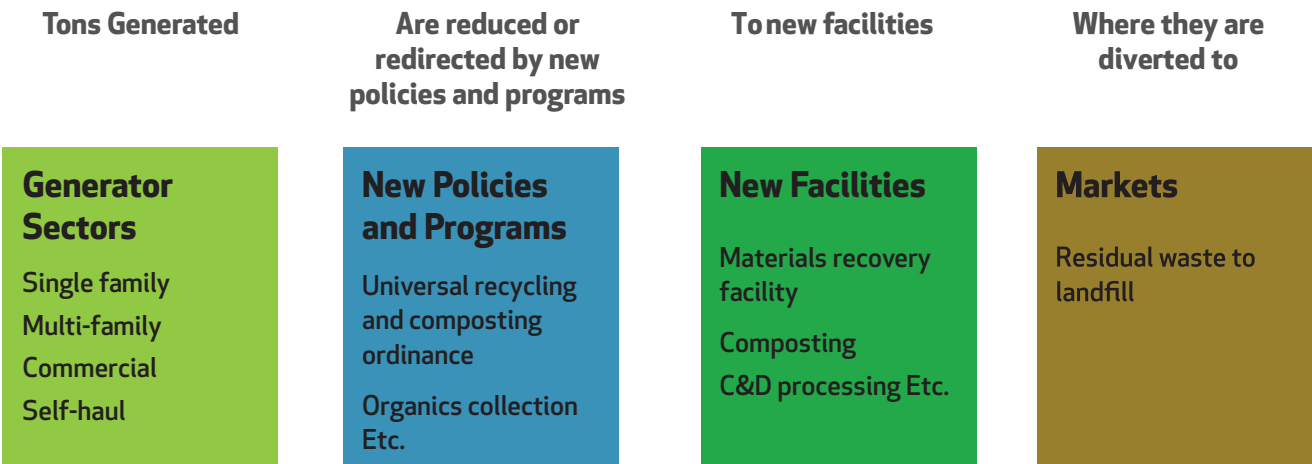 Tons Generated
Are reduced or
redirected by new
policies and programs
To new facilities
Where they are
diverted to
Generator
Sectors
Single family
Multi-family
Commercial
Self-haul
New Policies
and Programs
Universal recycling
and composting
ordinance
Organics collection
Etc.
New Facilities
Materials recovery
facility
Composting
C&D processing Etc.
Markets
Residual waste to
landfill